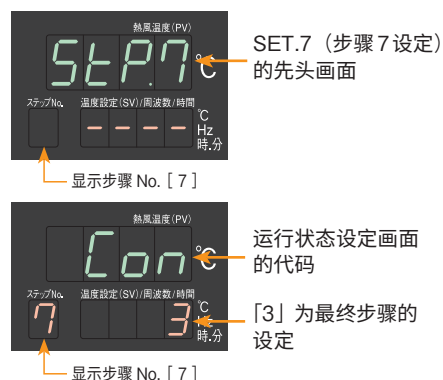 熱風温度(PV)
StP.7 ℃
SET.7（步骤7设定）
的先头画面
ステップNo.
温度設定(SV)/周波数/時間
- - - -
℃
Hz
時.分
显示步骤 No.［7］
熱風温度(PV)
Con ℃
运行状态设定画面
的代码
ステップNo.
温度設定(SV)/周波数/時間
7
3
℃
Hz
時.分
「3」为最终步骤的
设定
显示步骤 No.［7］